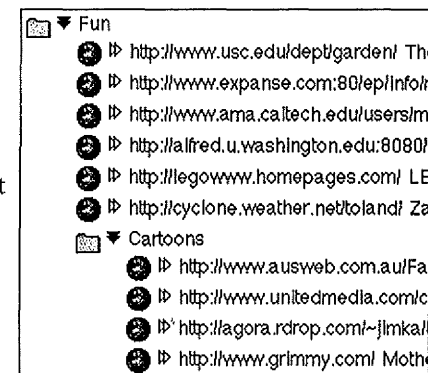 Fun
http://www.usc.edu/dept/garden/ The
http://www.expanse.com:80/ep/info/
http://www.ama.caltech.edu/users/m
http://alfred.u.washington.edu:8080/
http://legowww.homepages.com/ LE
http://cyclone.weather.net/toland/ Za
t
Cartoons
http://www.ausweb.com.au/Fa
http://www.unitedmedia.com/c
http://agora.rdrop.com/~jimka/
http://www.grimmy.com/ Mothe